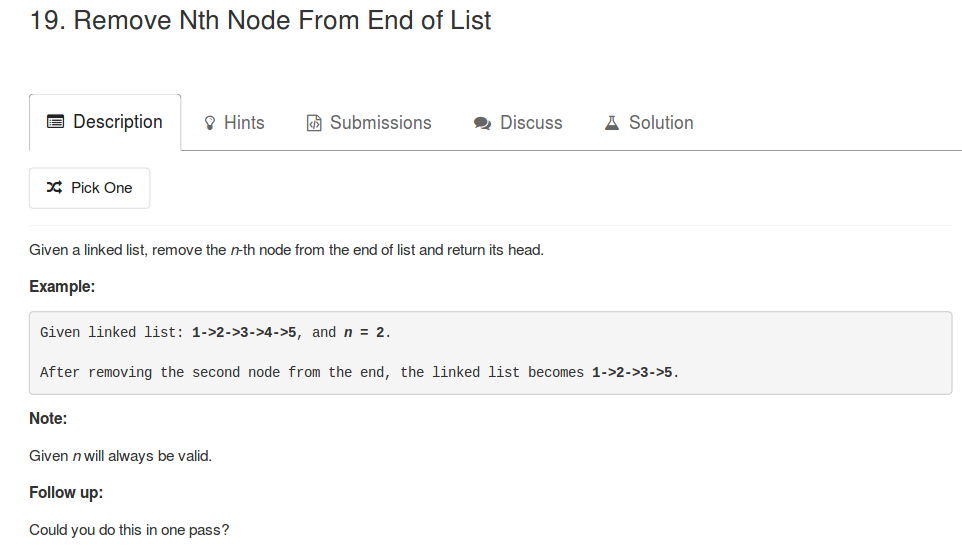 19. Remove Nth Node From End of List
Description
Hints
Submissions
Discuss
Solution
Pick One
Given a linked list, remove the n-th node from the end of list and return its head.
Example:
Given linked list: 1->2->3->4->5, and n = 2.
After removing the second node from the end, the linked list becomes 1->2->3->5.
Note:
Given n will always be valid.
Follow up:
Could you do this in one pass?